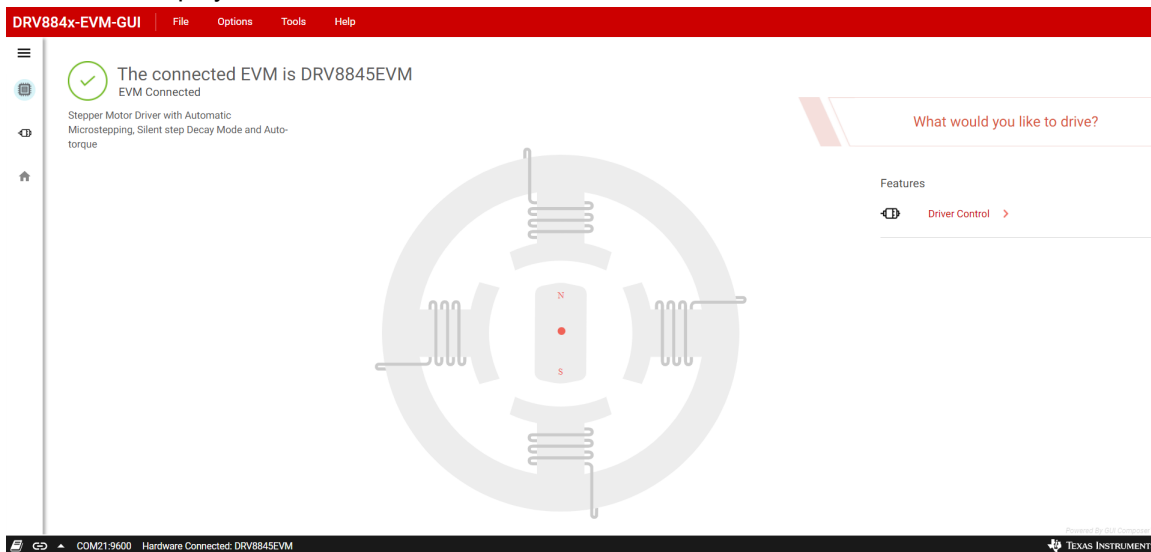 DRV884x-EVM-GUI File Options Tools Help
The connected EVM is DRV8845EVM
EVM Connected
Stepper Motor Driver with Automatic
Microstepping, Silent step Decay Mode and Auto-
torque
What would you like to drive?
Features
Driver Control
N
S
Powered By GUI Composer
COM21:9600 Hardware Connected: DRV8845EVM TEXAS INSTRUMENT